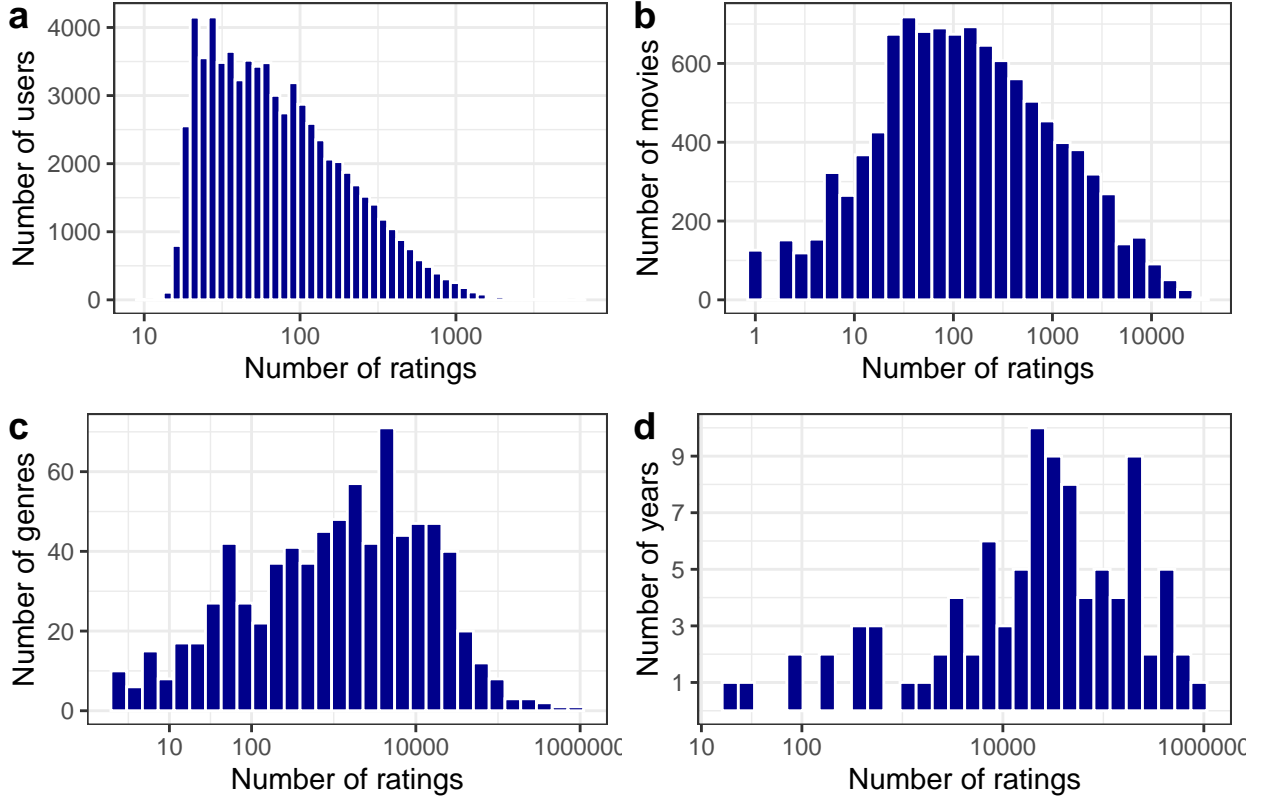 a
Number of users
4000
3000
2000
1000
0
10
100
1000
Number of ratings
b
Number of movies
600
400
200
0
1
10
100
1000
10000
Number of ratings
c
Number of genres
60
40
20
0
10
100
10000
1000000
Number of ratings
d
Number of years
9
7
5
3
1
10
100
10000
1000000
Number of ratings